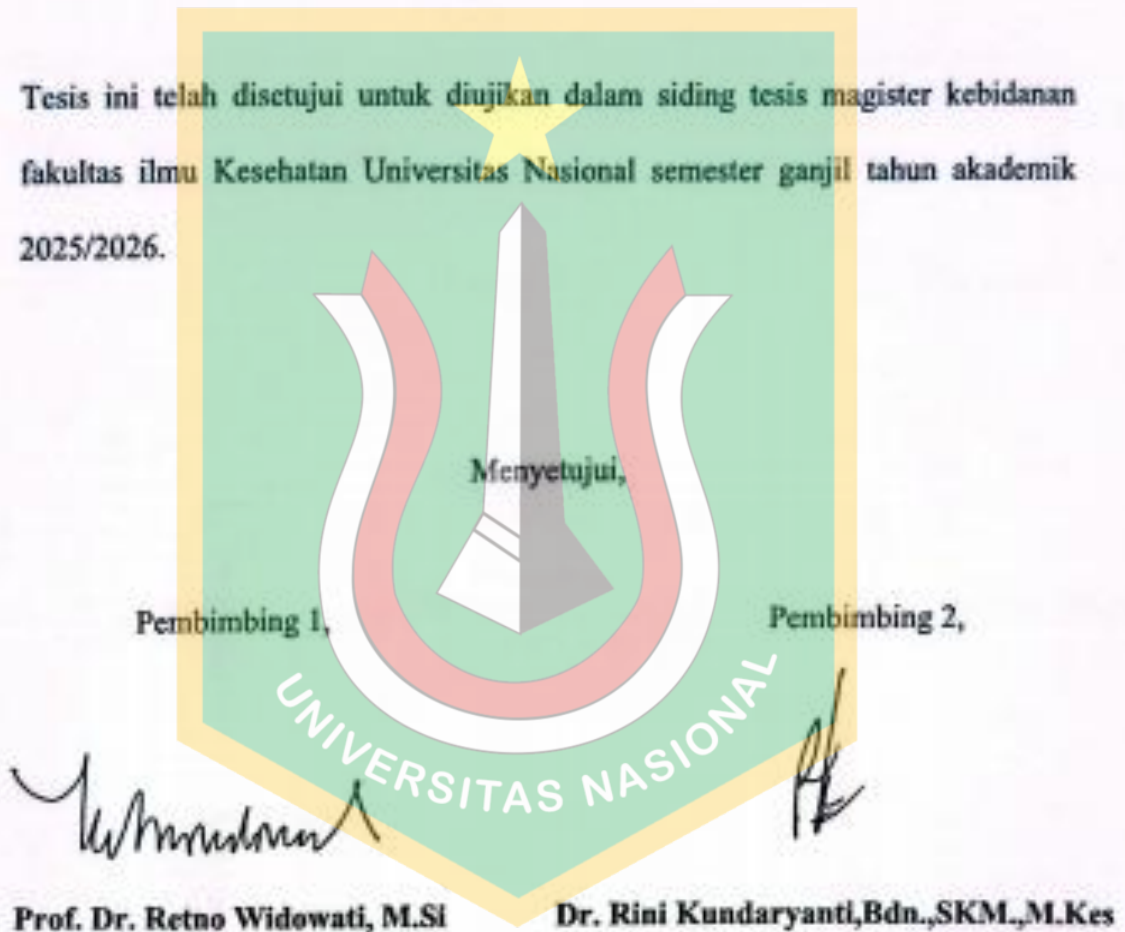 Tesis ini telah disetujui untuk diujikan dalam siding tesis magister kebidanan
fakultas ilmu Kesehatan Universitas Nasional semester ganjil tahun akademik
2025/2026.
Menyetujui,
Pembimbing 1,
Pembimbing 2,
UNIVERSITAS NASIONAL
Prof. Dr. Retno Widowati, M.Si
Dr. Rini Kundaryanti,Bdn.,SKM.,M.Kes